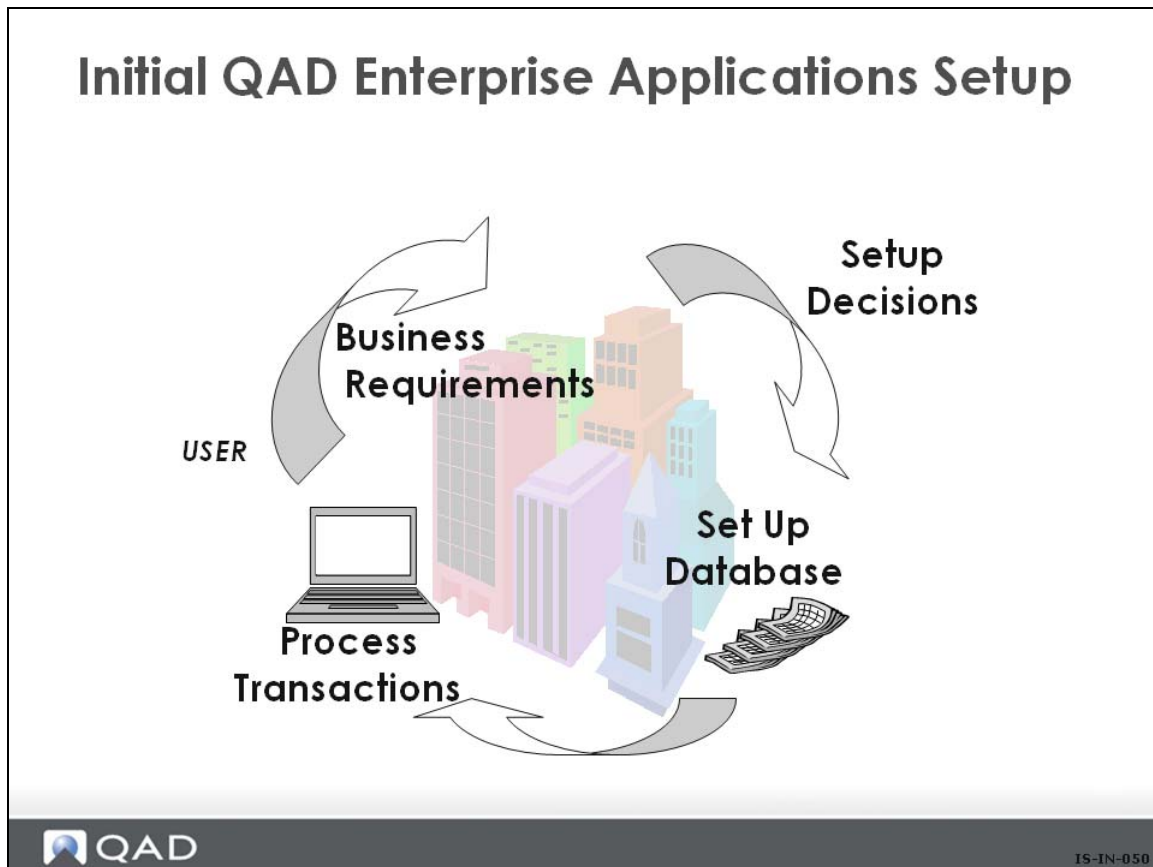 Initial QAD Enterprise Applications Setup
Setup
Decisions
Business
Requirements
USER
Set Up
Database
Process
Transactions
QAD
IS-IN-050